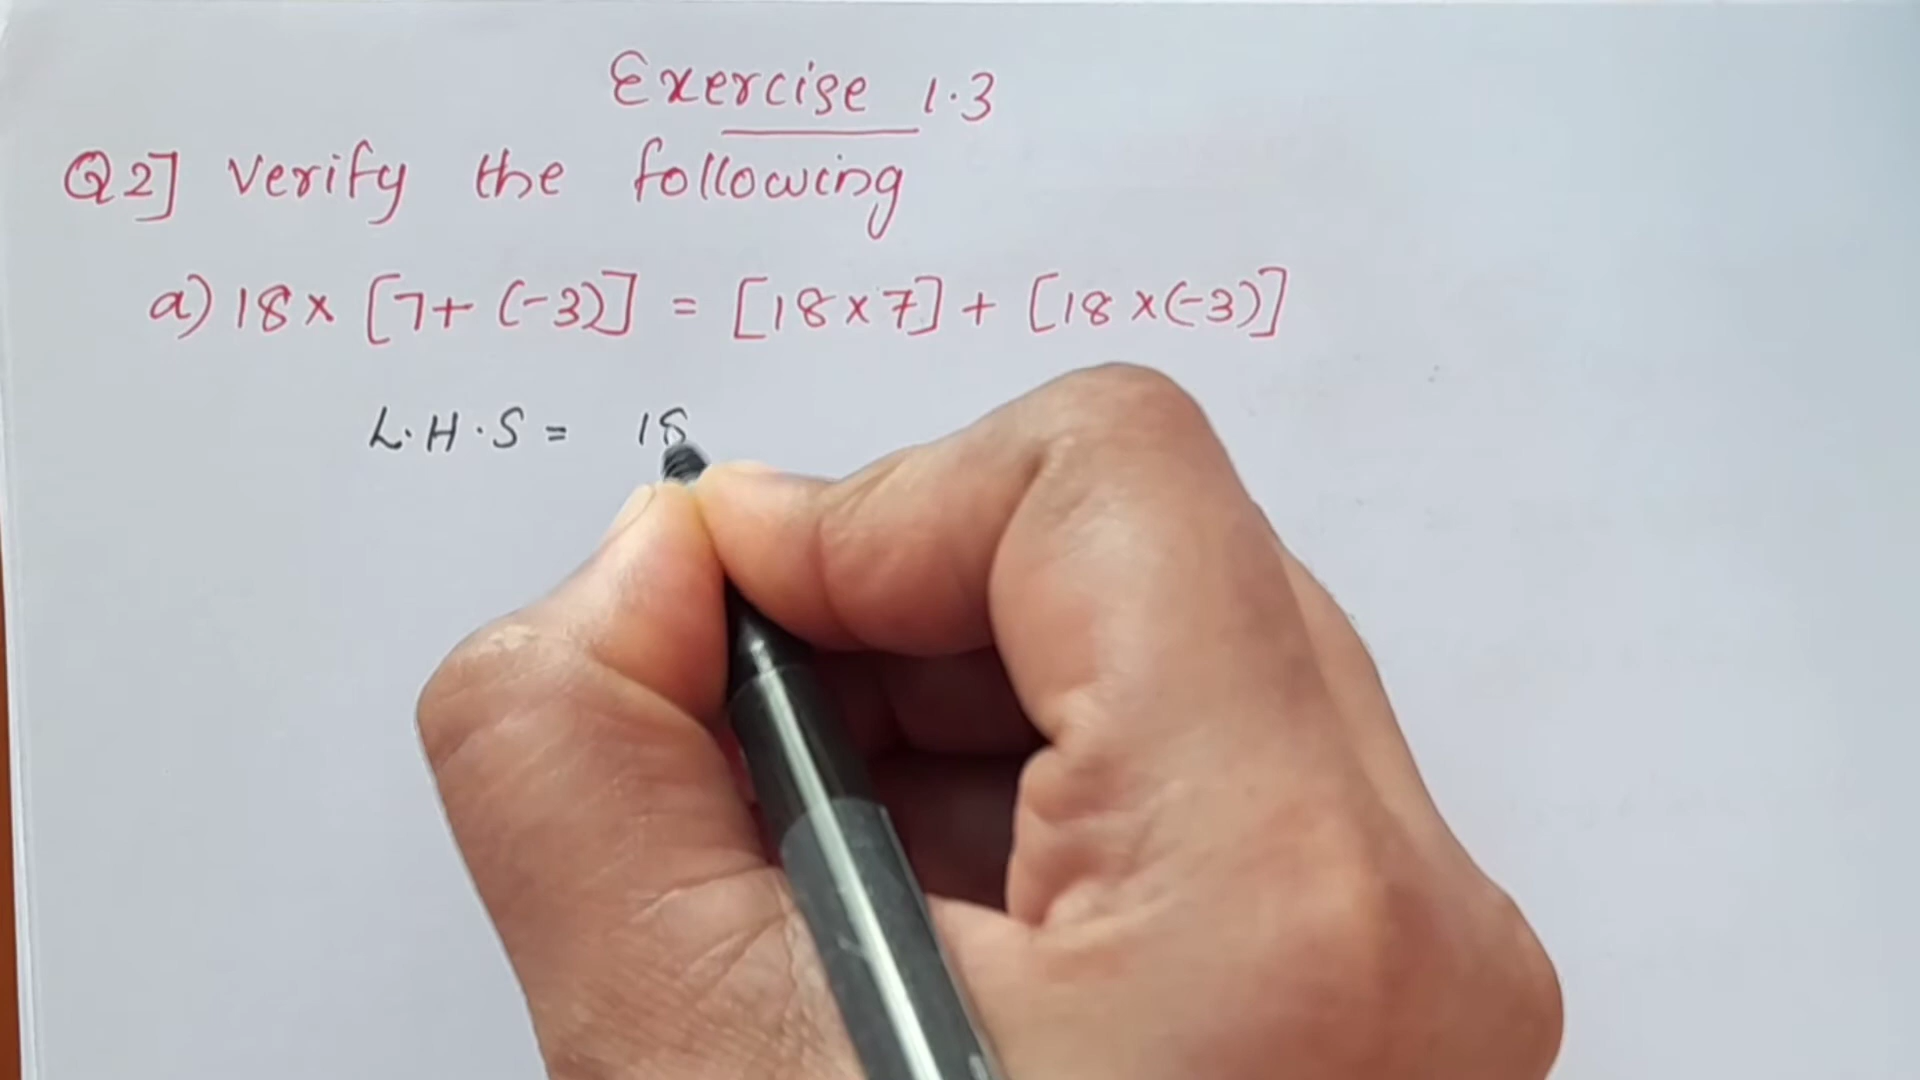 Exercise 1.3
Q2] Verify the following
a) 18 × [7+ (-3)] = [18 × 7] + [18 × (-3)]
L.H.S = 18